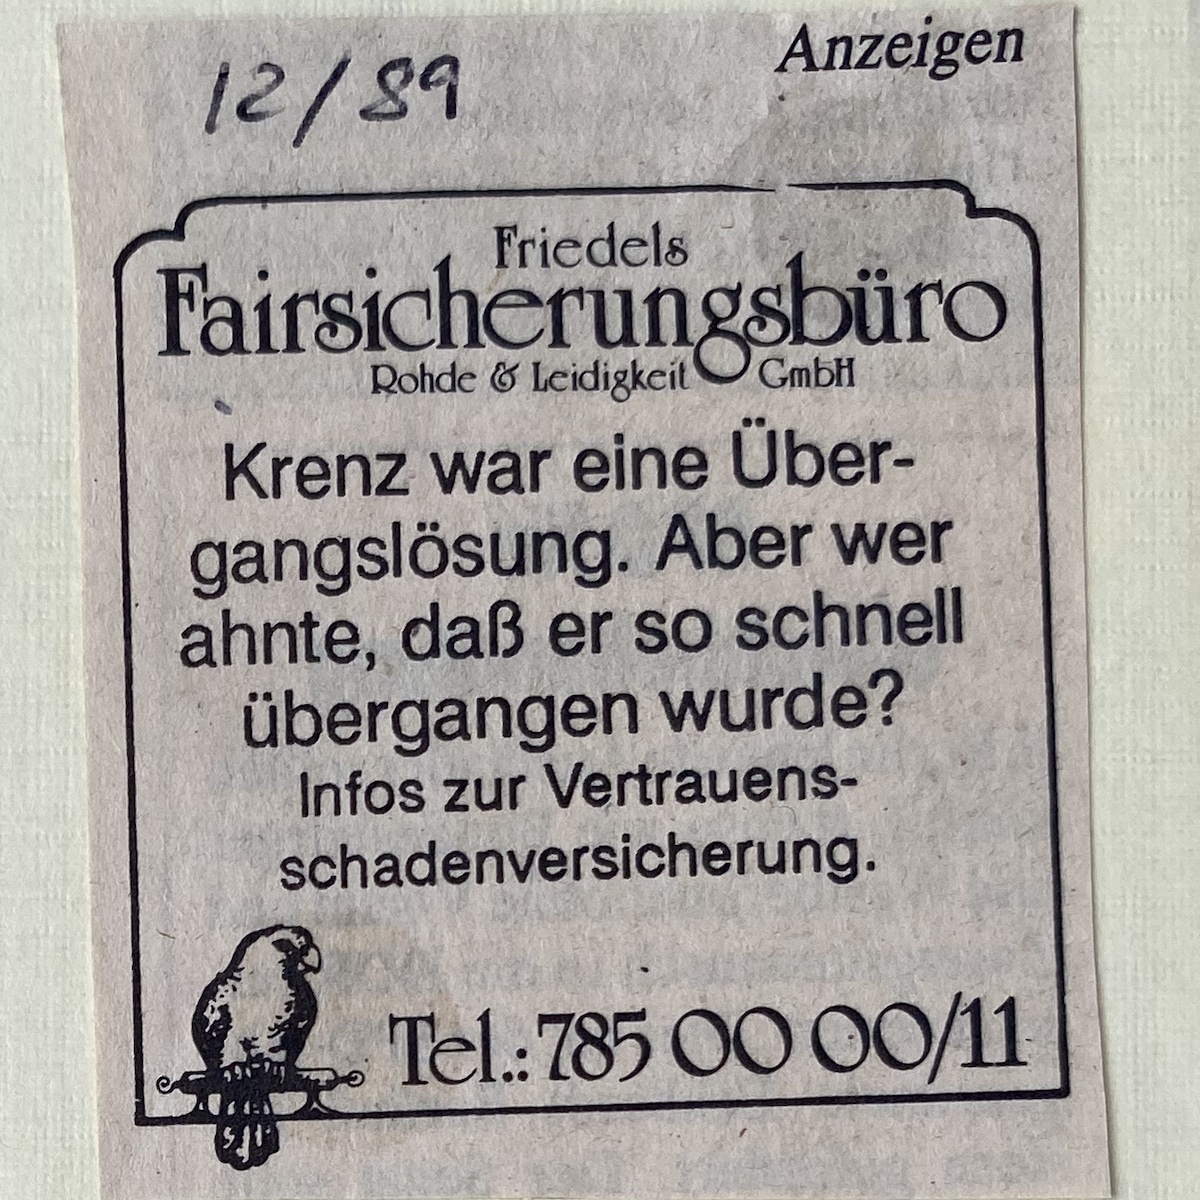 12/89
Anzeigen
Friedels
Fairsicherungsbüro
Rohde & Leidigkeit GmbH
Krenz war eine Über-
gangslösung. Aber wer
ahnte, daß er so schnell
übergangen wurde?
Infos zur Vertrauens-
schadenversicherung.
Tel.: 785 00 00/11